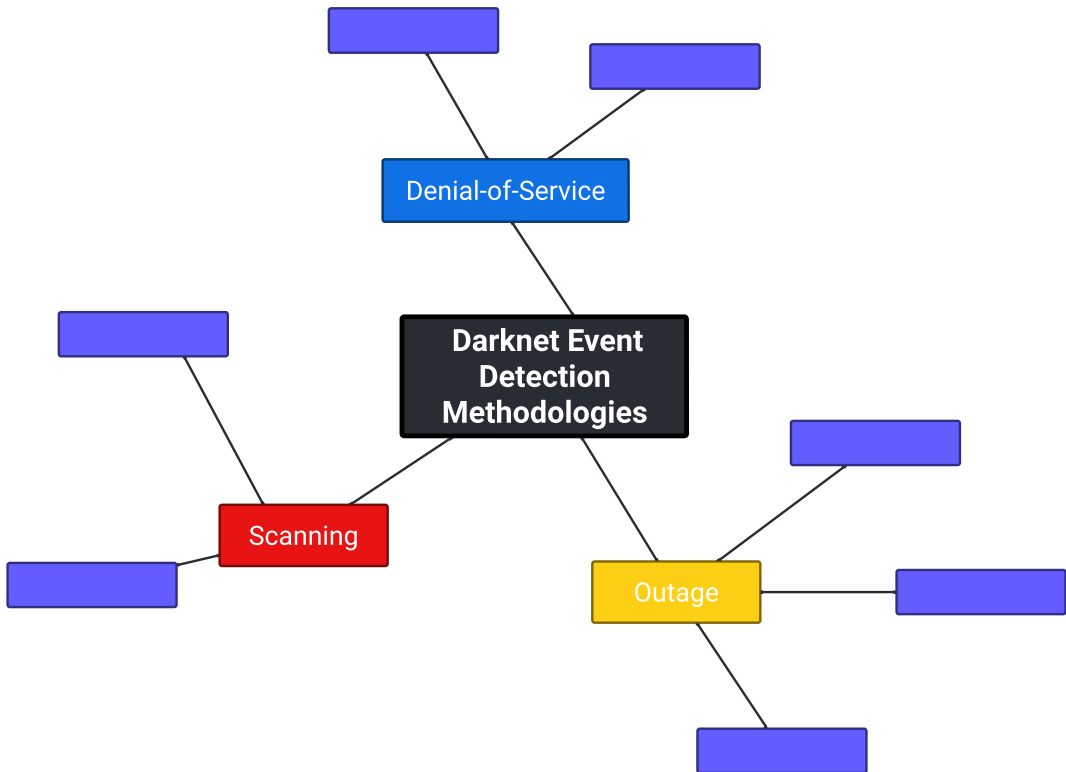 Denial-of-Service
Darknet Event
Detection
Methodologies
Scanning
Outage